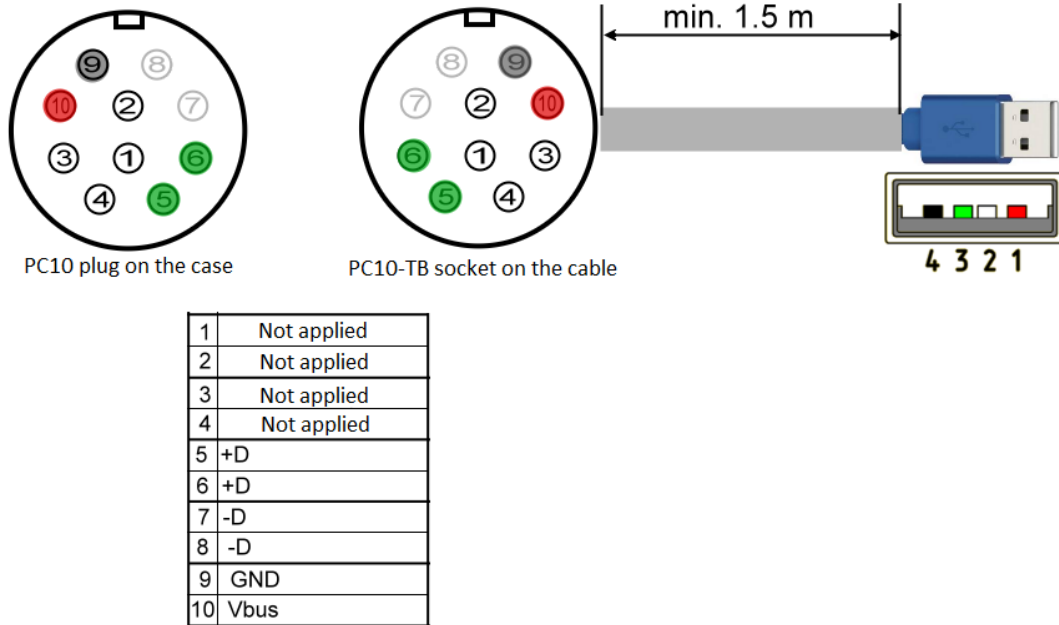 min. 1.5 m
9 8
10 2 7
3 1 6
4 5
PC10 plug on the case
8 9
7 2 10
6 1 3
5 4
PC10-TB socket on the cable
4 3 2 1
1 Not applied
2 Not applied
3 Not applied
4 Not applied
5 +D
6 +D
7 -D
8 -D
9 GND
10 Vbus